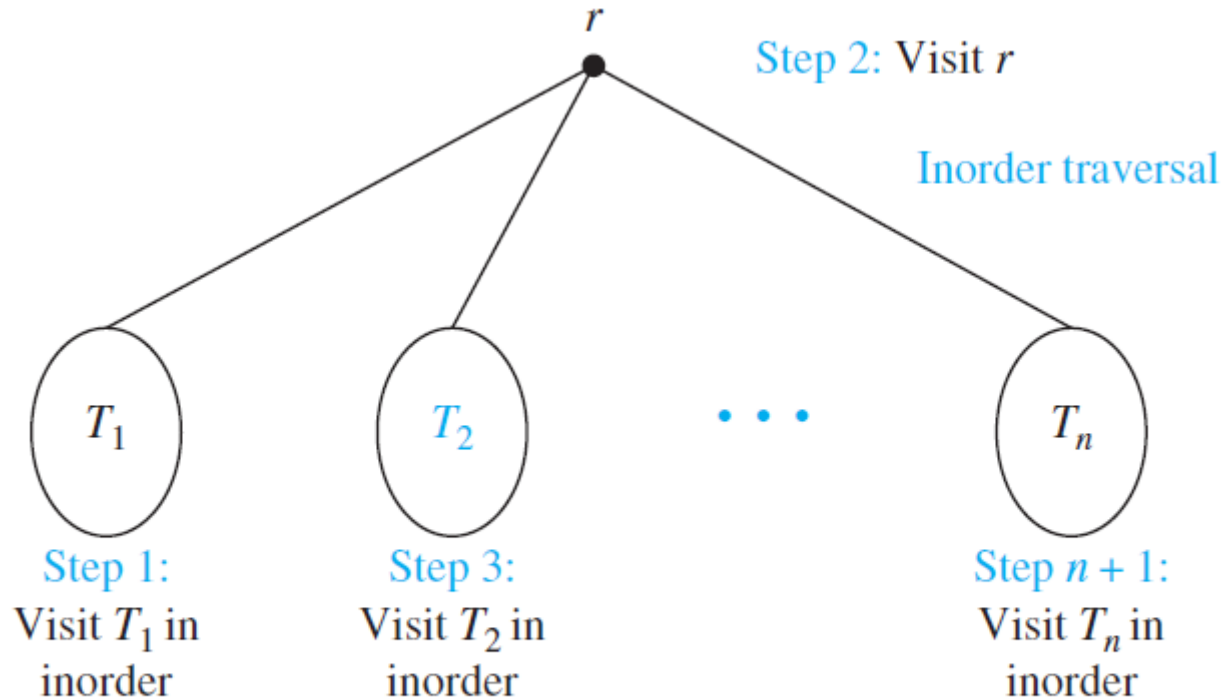 r
Step 2: Visit r
Inorder traversal
T₁
T₂
• • •
Tₙ
Step 1:
Visit T₁ in
inorder
Step 3:
Visit T₂ in
inorder
Step n + 1:
Visit Tₙ in
inorder